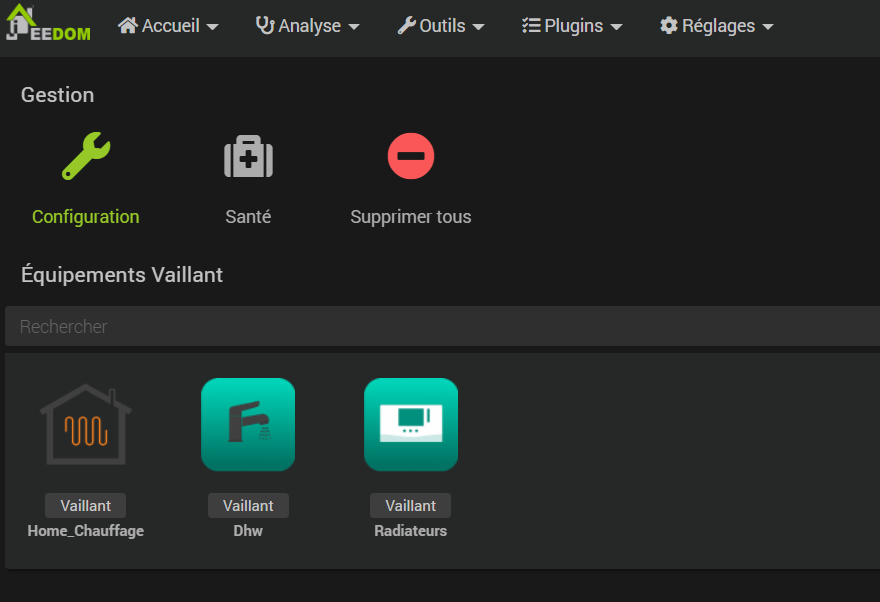 JEEDOM Accueil Analyse Outils Plugins Réglages
Gestion
Configuration Santé Supprimer tous
Équipements Vaillant
Rechercher
Vaillant Vaillant Vaillant
Home_Chauffage Dhw Radiateurs